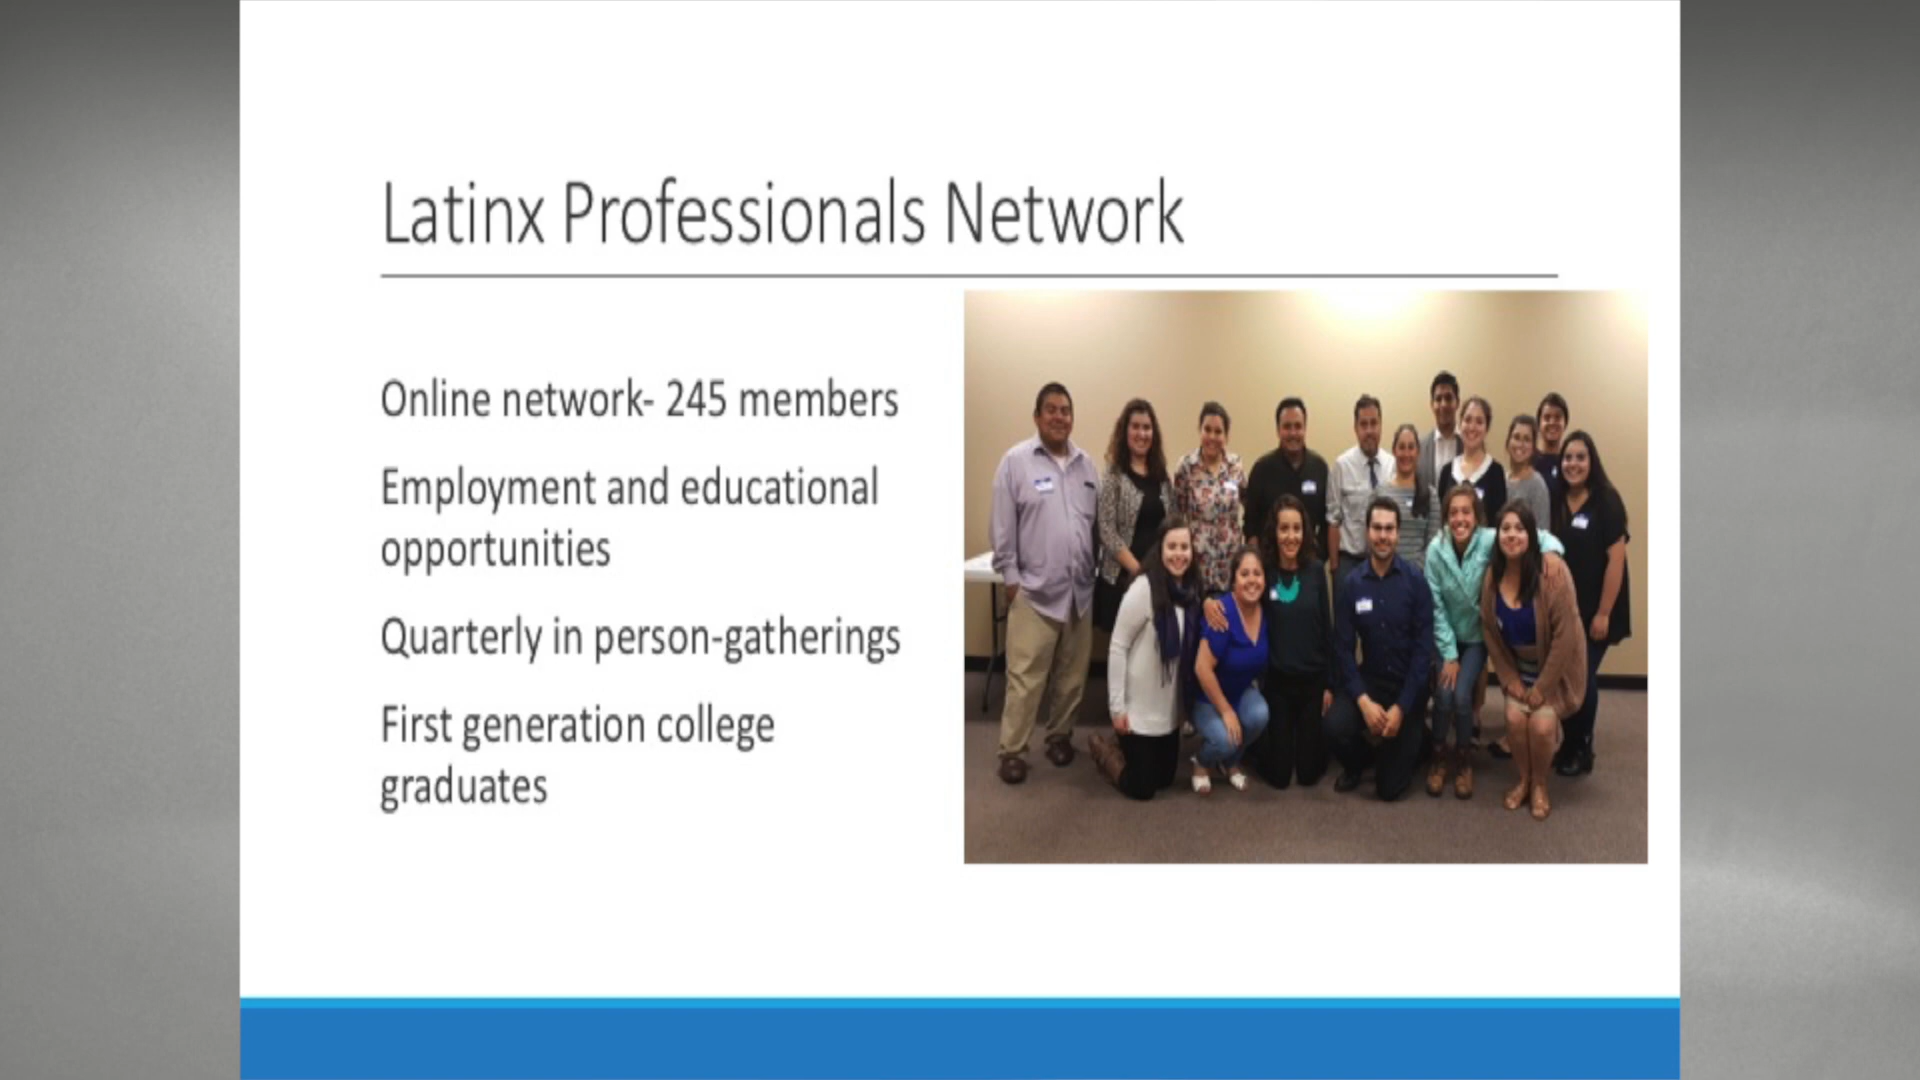 Latinx Professionals Network
Online network- 245 members
Employment and educational
opportunities
Quarterly in person-gatherings
First generation college
graduates